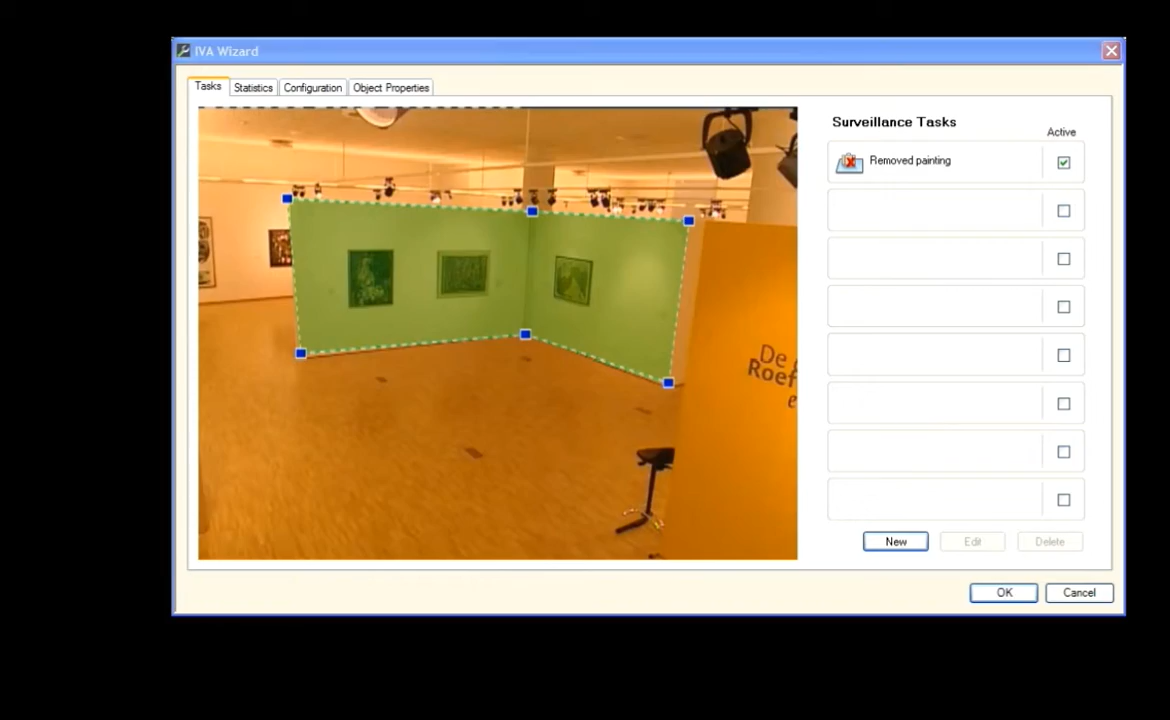 IVA Wizard
Tasks Statistics Configuration Object Properties
Surveillance Tasks
Active
Removed painting
De
Roef
e
New Edit Delete
OK Cancel